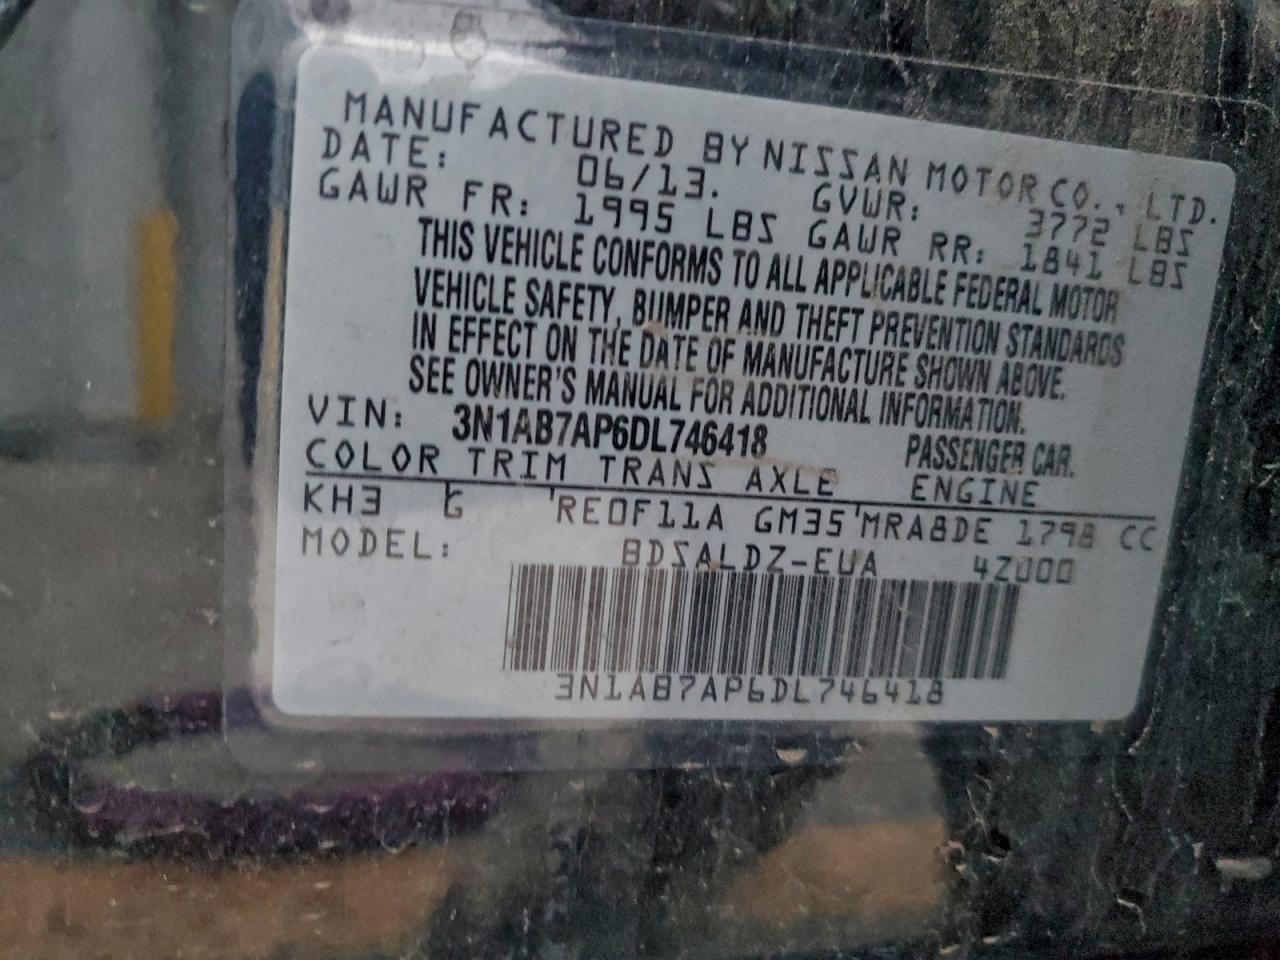 MANUFACTURED BY NISSAN MOTOR CO., LTD.
DATE: 06/13. GVWR: 3772 LBS
GAWR FR: 1995 LBS GAWR RR: 1841 LBS
THIS VEHICLE CONFORMS TO ALL APPLICABLE FEDERAL MOTOR
VEHICLE SAFETY, BUMPER AND THEFT PREVENTION STANDARDS
IN EFFECT ON THE DATE OF MANUFACTURE SHOWN ABOVE.
SEE OWNER'S MANUAL FOR ADDITIONAL INFORMATION.
VIN: 3N1AB7AP6DL746418 PASSENGER CAR.
COLOR TRIM TRANS AXLE ENGINE
KH3 G 'RE0F11A GM35'MRA8DE 1798 CC
MODEL: BDSALDZ-EUA 4Z000
3N1AB7AP6DL746418